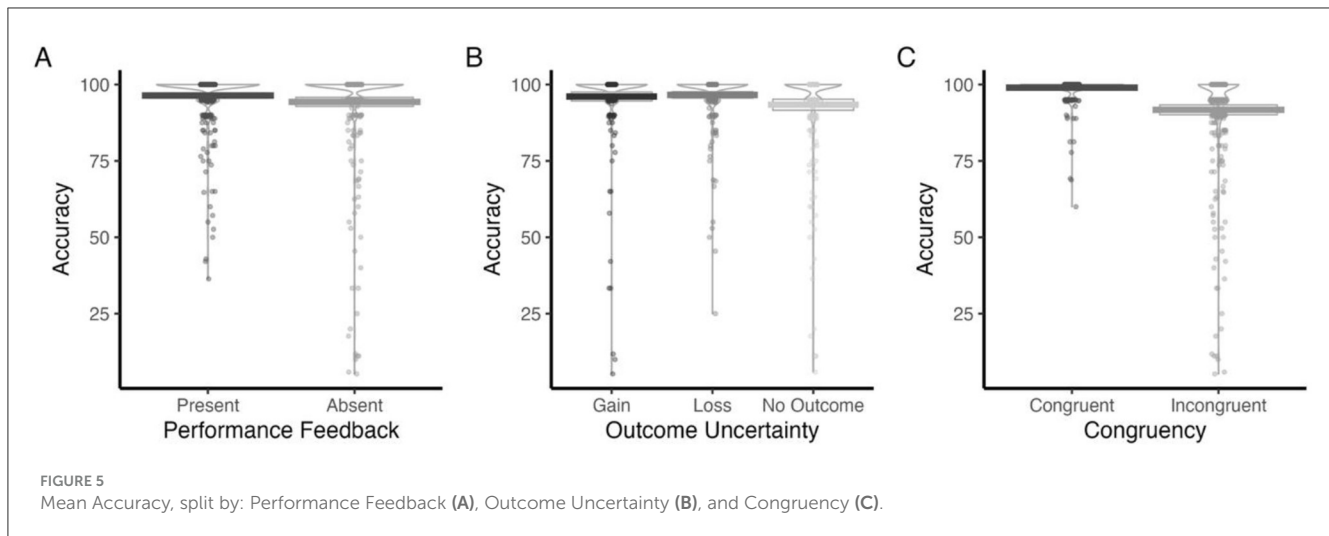 A
Accuracy
100
75
50
25
Present Absent
Performance Feedback
B
Accuracy
100
75
50
25
Gain Loss No Outcome
Outcome Uncertainty
C
Accuracy
100
75
50
25
Congruent Incongruent
Congruency
FIGURE 5
Mean Accuracy, split by: Performance Feedback (A), Outcome Uncertainty (B), and Congruency (C).